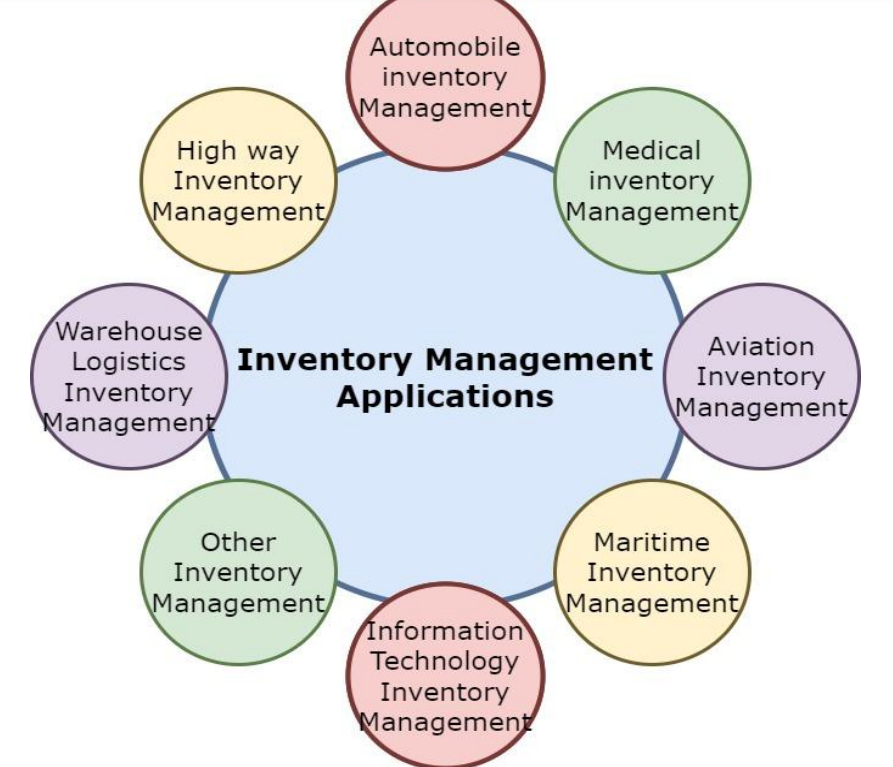 Automobile
inventory
Management
High way
Inventory
Management
Medical
inventory
Management
Warehouse
Logistics
Inventory
Management
Inventory Management
Applications
Aviation
Inventory
Management
Other
Inventory
Management
Maritime
Inventory
Management
Information
Technology
Inventory
Management